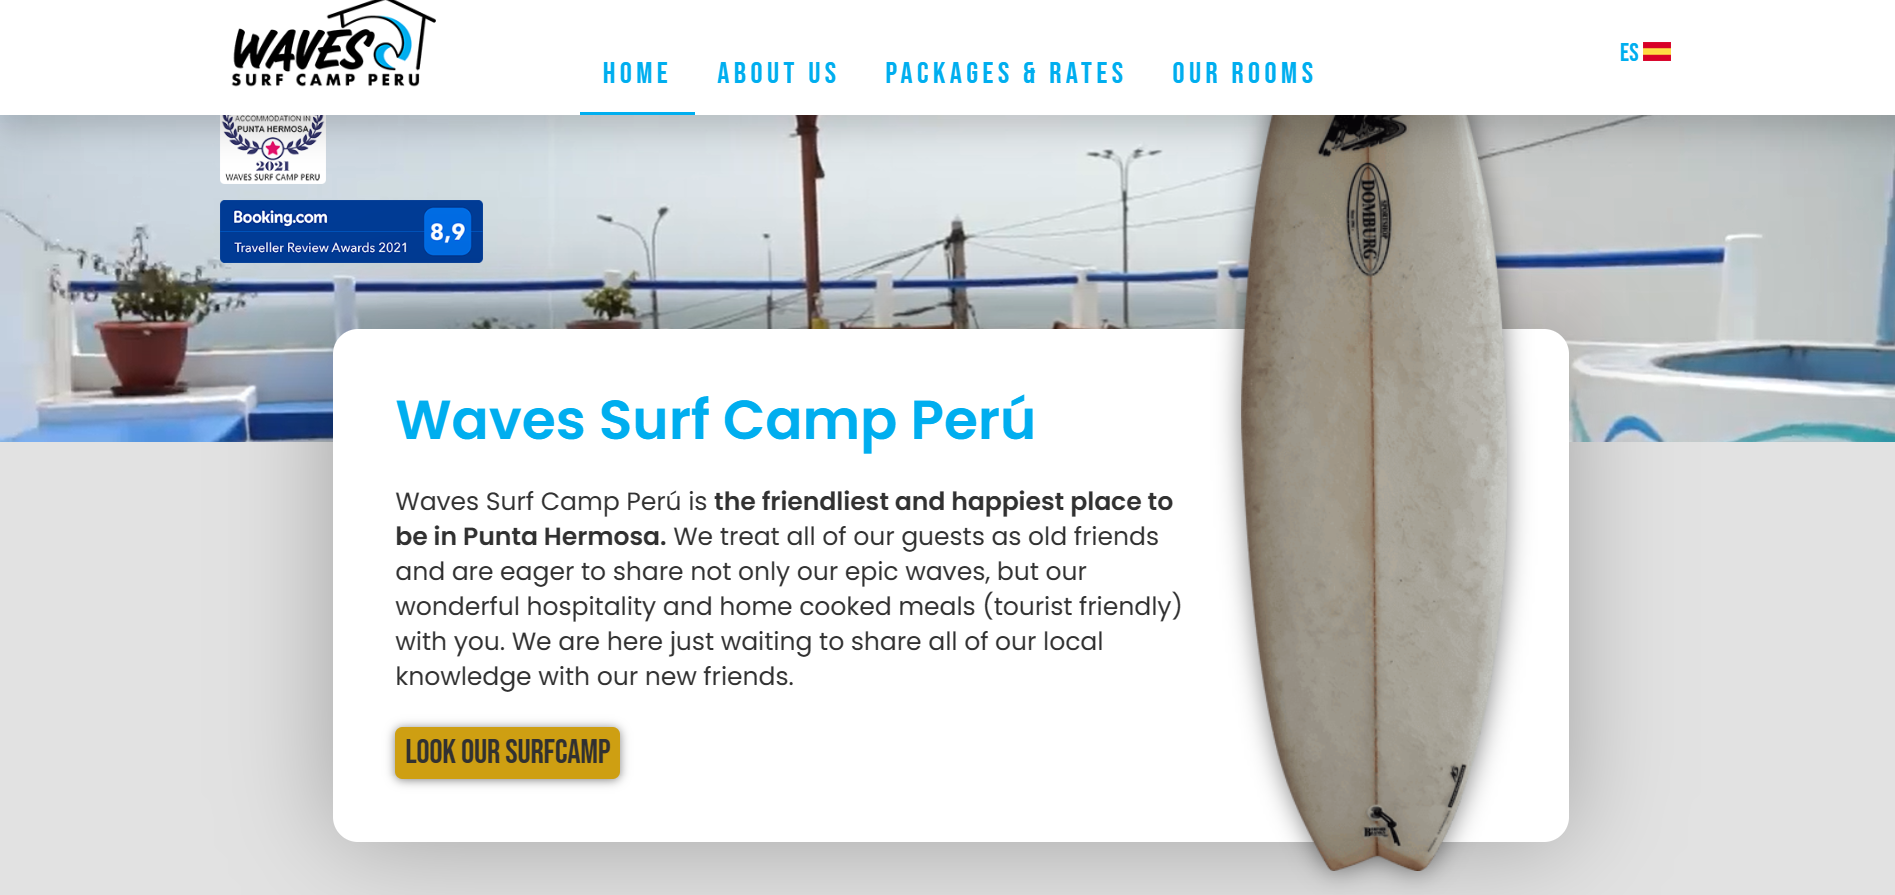 WAVES
SURF CAMP PERU
HOME
ABOUT US
PACKAGES & RATES
OUR ROOMS
ES
ACCOMMODATION IN
PUNTA HERMOSA
2021
WAVES SURF CAMP PERU
Booking.com
Traveller Review Awards 2021
8,9
DOMBURG
Waves Surf Camp Perú
Waves Surf Camp Perú is the friendliest and happiest place to
be in Punta Hermosa. We treat all of our guests as old friends
and are eager to share not only our epic waves, but our
wonderful hospitality and home cooked meals (tourist friendly)
with you. We are here just waiting to share all of our local
knowledge with our new friends.
LOOK OUR SURFCAMP